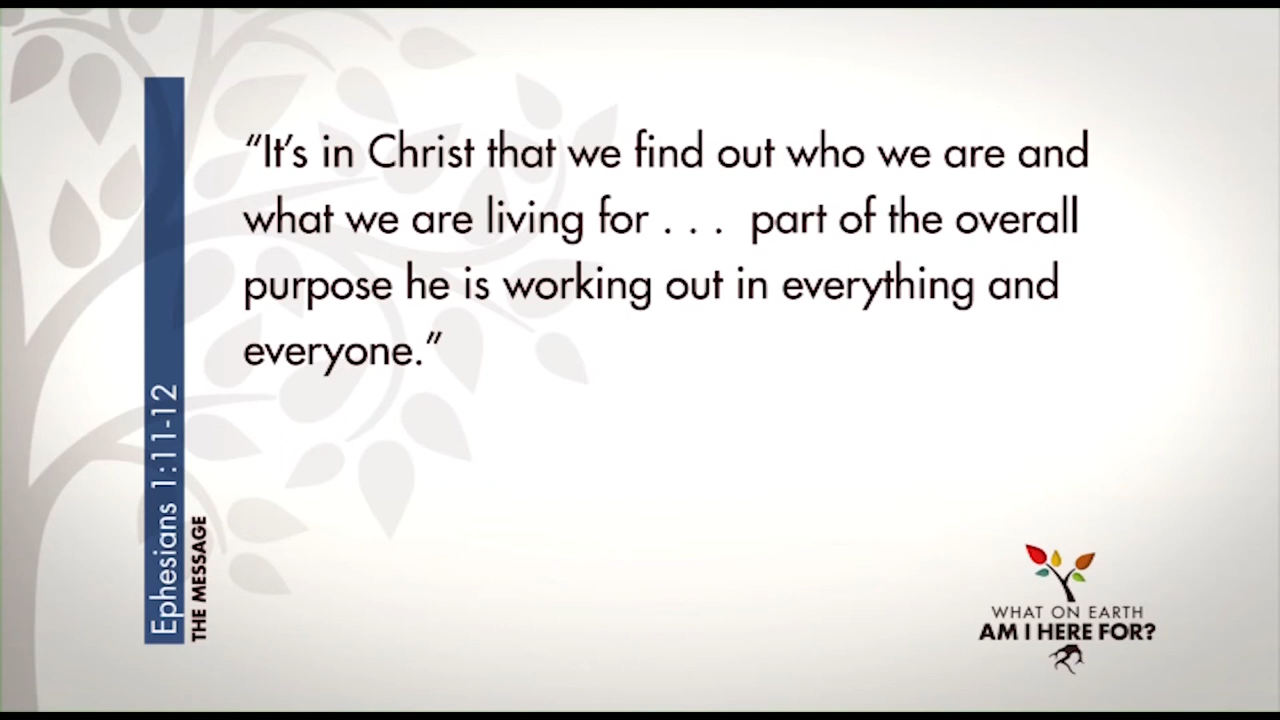 “It’s in Christ that we find out who we are and
what we are living for . . .  part of the overall
purpose he is working out in everything and
everyone.”
Ephesians 1:11-12
THE MESSAGE
WHAT ON EARTH
AM I HERE FOR?